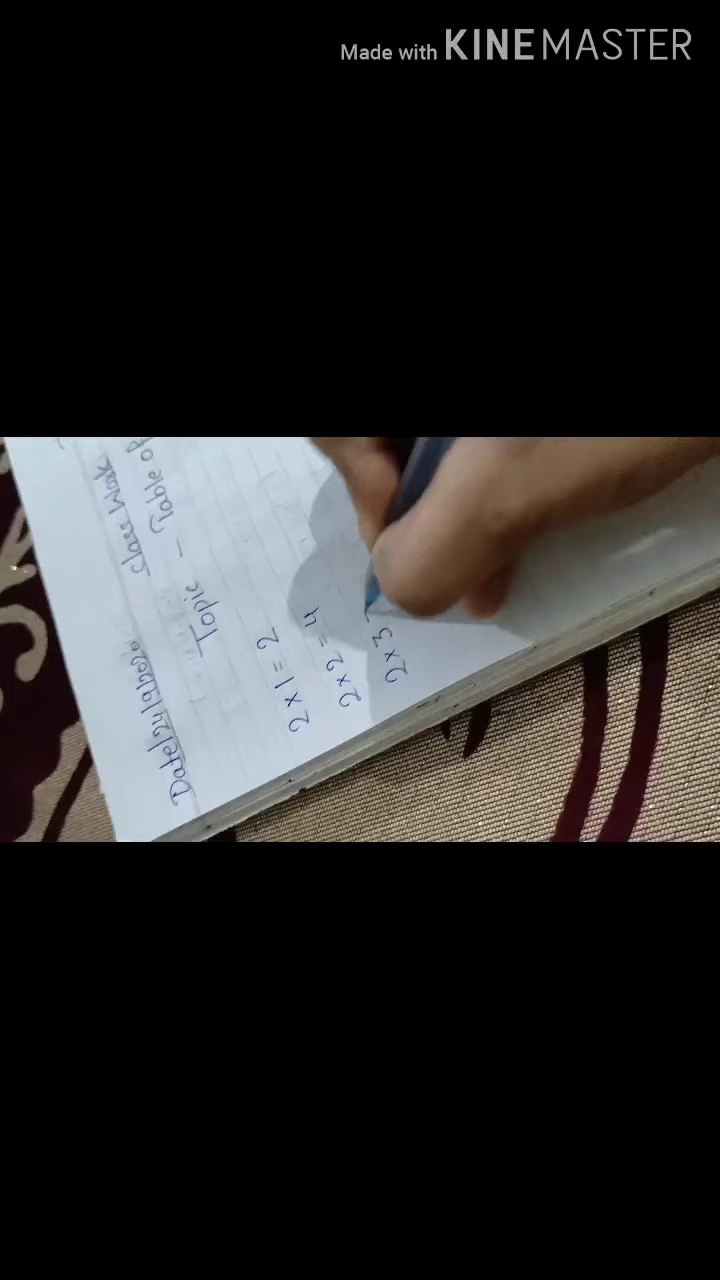 Made with KINEMASTER
Date|24|9|2020 Class Wark
Topic - Table of
2 x 1 = 2
2 x 2 = 4
2 x 3